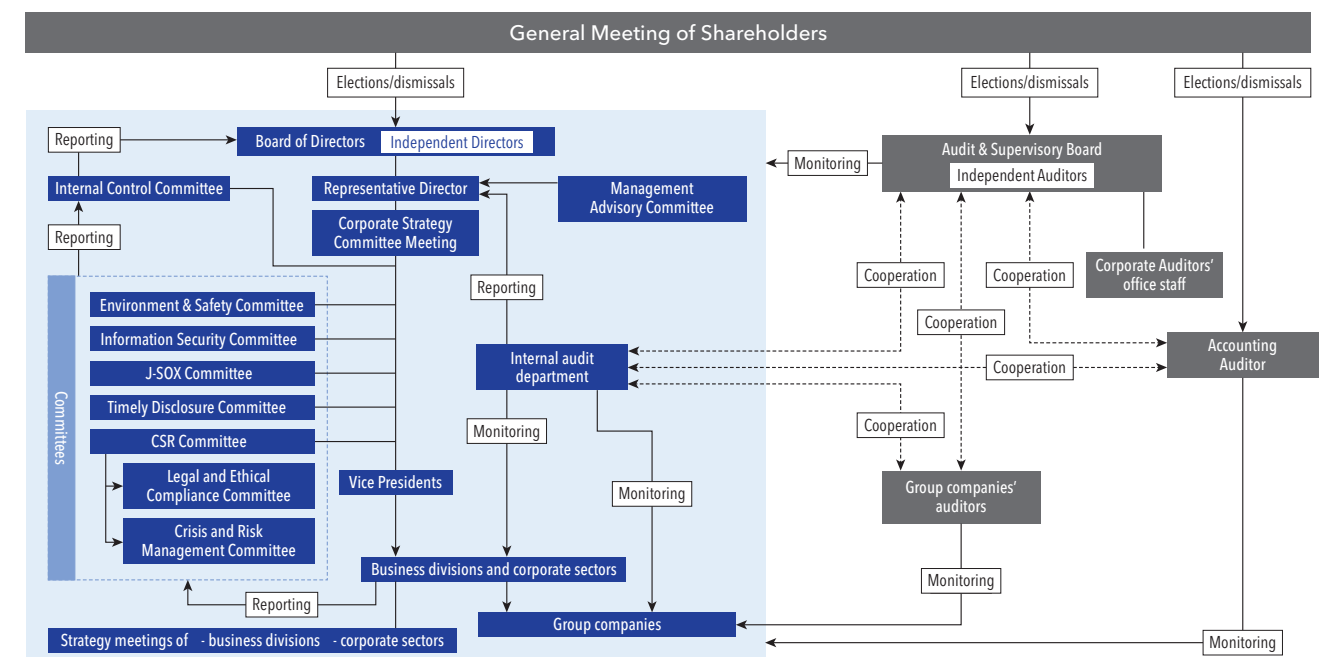 General Meeting of Shareholders
Elections/dismissals
Elections/dismissals
Elections/dismissals
Reporting
Board of Directors
Independent Directors
Audit & Supervisory Board
Independent Auditors
Monitoring
Internal Control Committee
Representative Director
Management
Advisory Committee
Reporting
Corporate Strategy
Committee Meeting
Cooperation
Cooperation
Corporate Auditors'
office staff
Reporting
Environment & Safety Committee
Cooperation
Information Security Committee
Internal audit
department
Accounting
Auditor
J-SOX Committee
Cooperation
Timely Disclosure Committee
Committees
CSR Committee
Monitoring
Cooperation
Legal and Ethical
Compliance Committee
Vice Presidents
Monitoring
Group companies'
auditors
Crisis and Risk
Management Committee
Business divisions and corporate sectors
Monitoring
Reporting
Group companies
Strategy meetings of - business divisions - corporate sectors
Monitoring